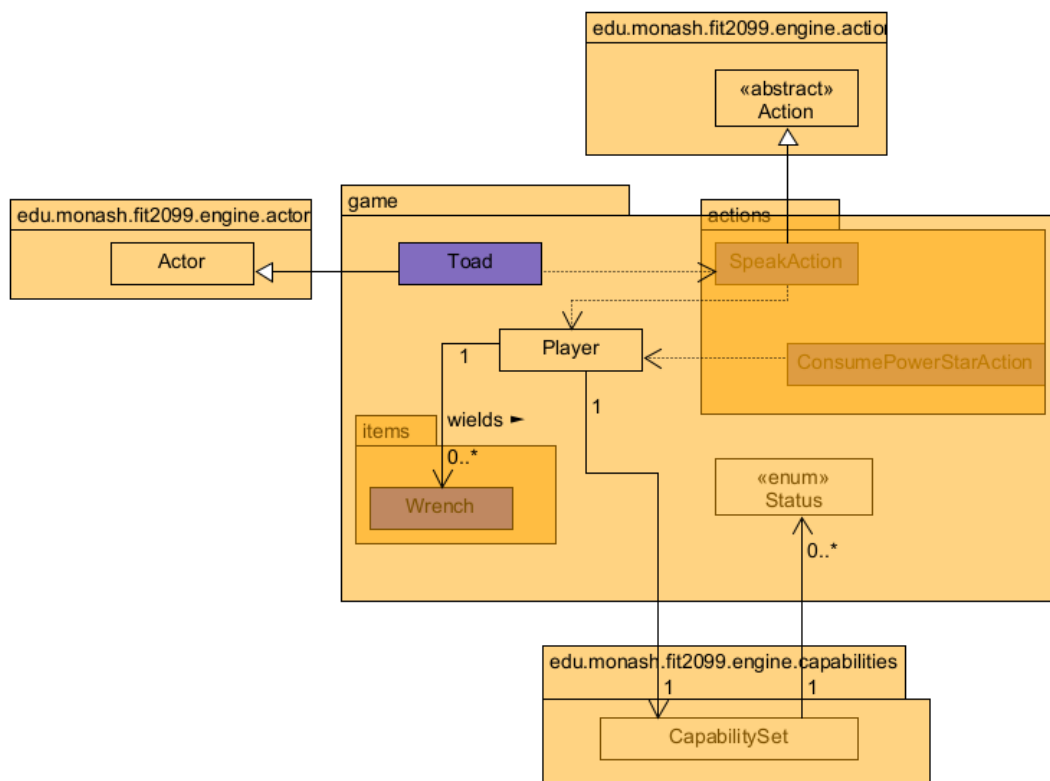 edu.monash.fit2099.engine.action
«abstract»
Action
edu.monash.fit2099.engine.actor
Actor
game
actions
Toad
SpeakAction
Player
ConsumePowerStarAction
1
1
wields ►
items
0..*
Wrench
«enum»
Status
0..*
edu.monash.fit2099.engine.capabilities
1
1
CapabilitySet